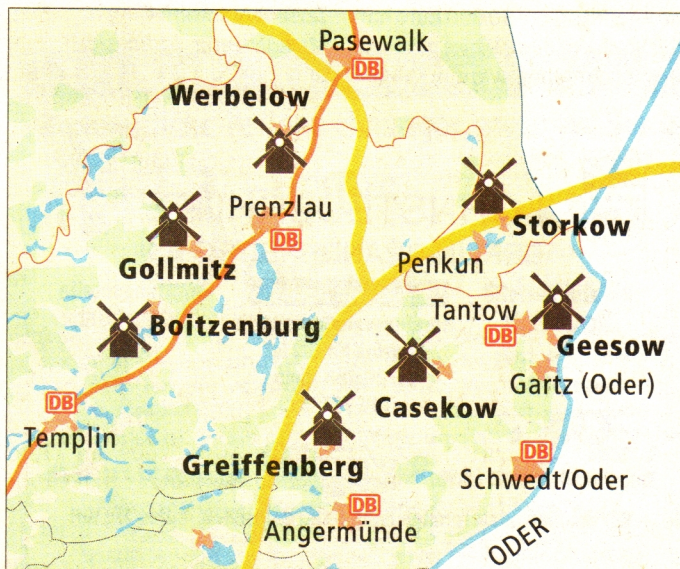 Pasewalk
DB
Werbelow
Prenzlau
DB
Storkow
Gollmitz
Penkun
Boitzenburg
Tantow
DB
Geesow
Gartz (Oder)
Casekow
DB
Templin
Greiffenberg
DB
Schwedt/Oder
DB
Angermünde
ODER